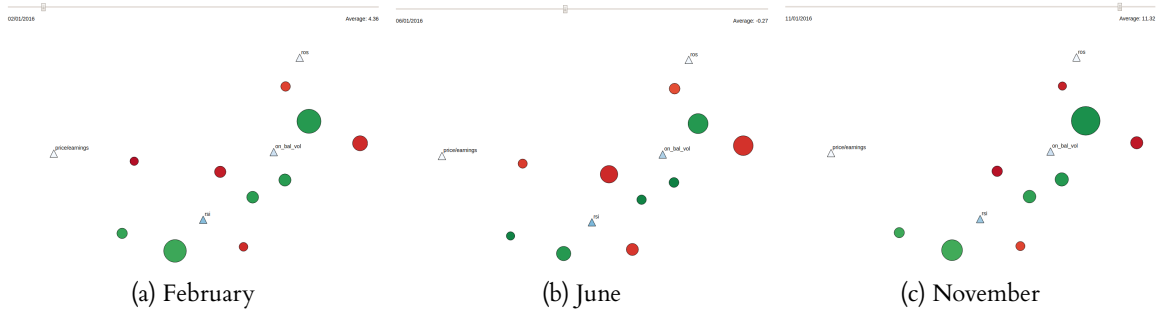 02/01/2016
Average: 4.36
ros
price/earnings
on_bal_vol
rsi
(a) February
06/01/2016
Average: -0.27
ros
price/earnings
on_bal_vol
rsi
(b) June
11/01/2016
Average: 11.32
ros
price/earnings
on_bal_vol
rsi
(c) November